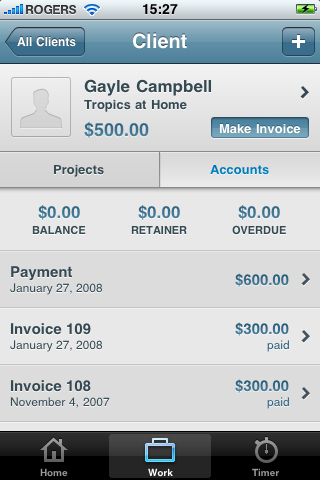 ROGERS 15:27
All Clients Client +
Gayle Campbell
Tropics at Home
$500.00 Make Invoice
Projects Accounts
$0.00 $0.00 $0.00
BALANCE RETAINER OVERDUE
Payment $600.00
January 27, 2008
Invoice 109 $300.00
January 27, 2008 paid
Invoice 108 $300.00
November 4, 2007 paid
Home Work Timer